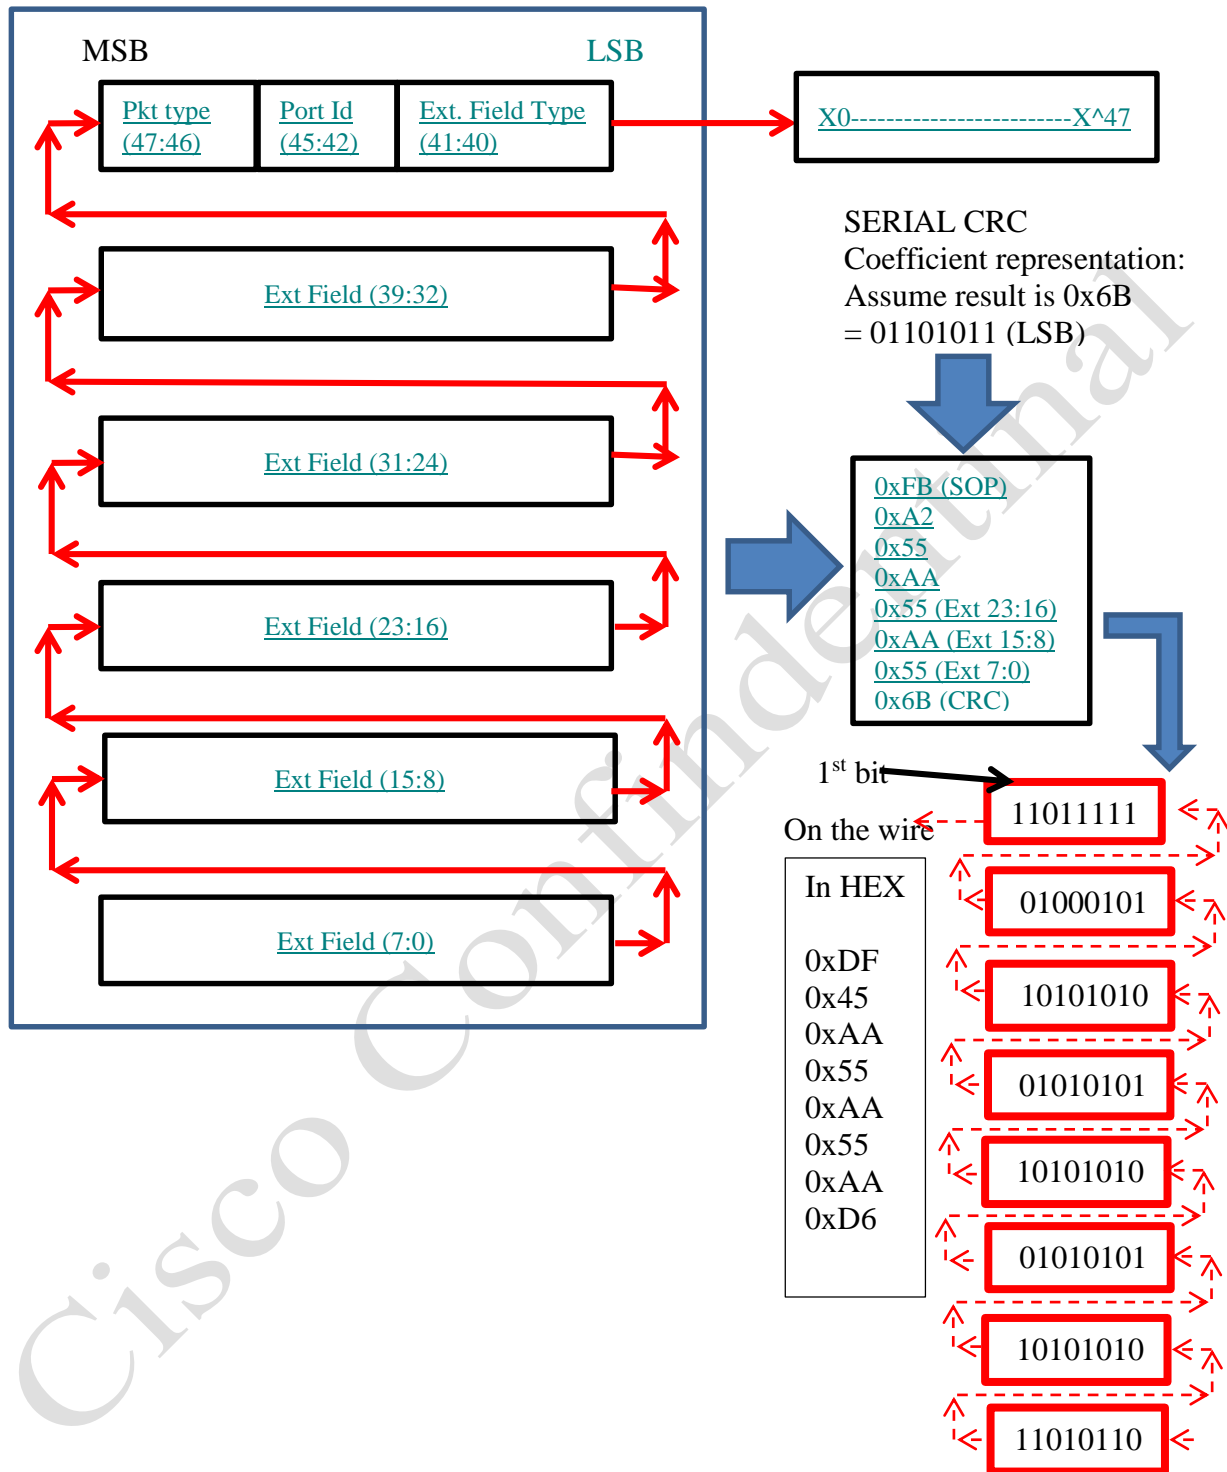 MSB LSB
Pkt type
(47:46)
Port Id
(45:42)
Ext. Field Type
(41:40)
X0-------------------------X^47
Ext Field (39:32)
Ext Field (31:24)
Ext Field (23:16)
Ext Field (15:8)
Ext Field (7:0)
SERIAL CRC
Coefficient representation:
Assume result is 0x6B
= 01101011 (LSB)
0xFB (SOP)
0xA2
0x55
0xAA
0x55 (Ext 23:16)
0xAA (Ext 15:8)
0x55 (Ext 7:0)
0x6B (CRC)
1st bit
On the wire
In HEX
0xDF
0x45
0xAA
0x55
0xAA
0x55
0xAA
0xD6
11011111
01000101
10101010
01010101
10101010
01010101
10101010
11010110
Cisco Confindentinal